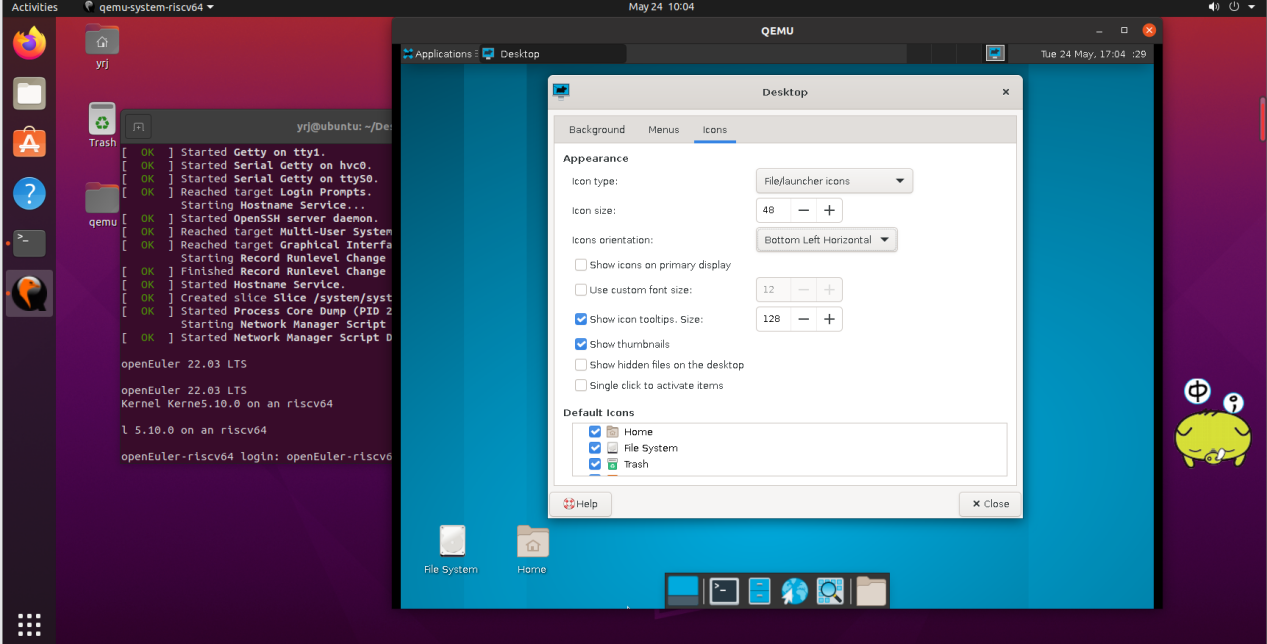 Activities
qemu-system-riscv64
May 24 10:04
yrj
Trash
qemu
yrj@ubuntu: ~/De
[ OK ] Started Getty on tty1.
[ OK ] Started Serial Getty on hvc0.
[ OK ] Started Serial Getty on ttyS0.
[ OK ] Reached target Login Prompts.
Starting Hostname Service...
[ OK ] Started OpenSSH server daemon.
[ OK ] Reached target Multi-User System
[ OK ] Reached target Graphical Interfa
Starting Record Runlevel Change
[ OK ] Finished Record Runlevel Change
[ OK ] Started Hostname Service.
[ OK ] Created slice Slice /system/syst
[ OK ] Started Process Core Dump (PID 2
Starting Network Manager Script
[ OK ] Started Network Manager Script D
openEuler 22.03 LTS
openEuler 22.03 LTS
Kernel Kerne5.10.0 on an riscv64
l 5.10.0 on an riscv64
openEuler-riscv64 login: openEuler-riscv6
QEMU
Applications
Desktop
Tue 24 May, 17:04 :29
Desktop
Background Menus Icons
Appearance
Icon type: File/launcher icons
Icon size: 48
Icons orientation: Bottom Left Horizontal
Show icons on primary display
Use custom font size: 12
Show icon tooltips. Size: 128
Show thumbnails
Show hidden files on the desktop
Single click to activate items
Default Icons
Home
File System
Trash
Help
Close
File System
Home
中